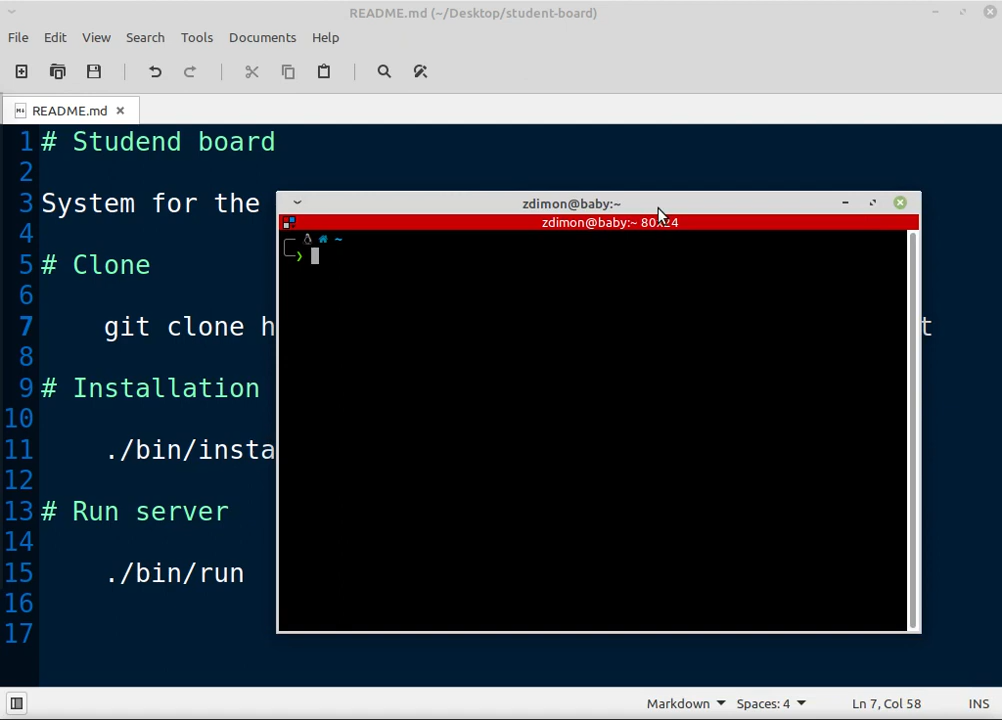 README.md (~/Desktop/student-board)
File Edit View Search Tools Documents Help
README.md
1 # Studend board
2
3 System for the
4
5 # Clone
6
7 git clone h t
8
9 # Installation
10
11 ./bin/insta
12
13 # Run server
14
15 ./bin/run
16
17
zdimon@baby:~
zdimon@baby:~ 80x24
~
Markdown Spaces: 4 Ln 7, Col 58 INS